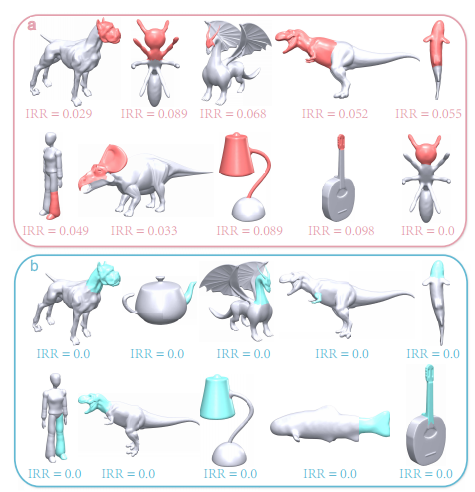 a
IRR = 0.029 IRR = 0.089 IRR = 0.068 IRR = 0.052 IRR = 0.055
IRR = 0.049 IRR = 0.033 IRR = 0.089 IRR = 0.098 IRR = 0.0
b
IRR = 0.0 IRR = 0.0 IRR = 0.0 IRR = 0.0 IRR = 0.0
IRR = 0.0 IRR = 0.0 IRR = 0.0 IRR = 0.0 IRR = 0.0